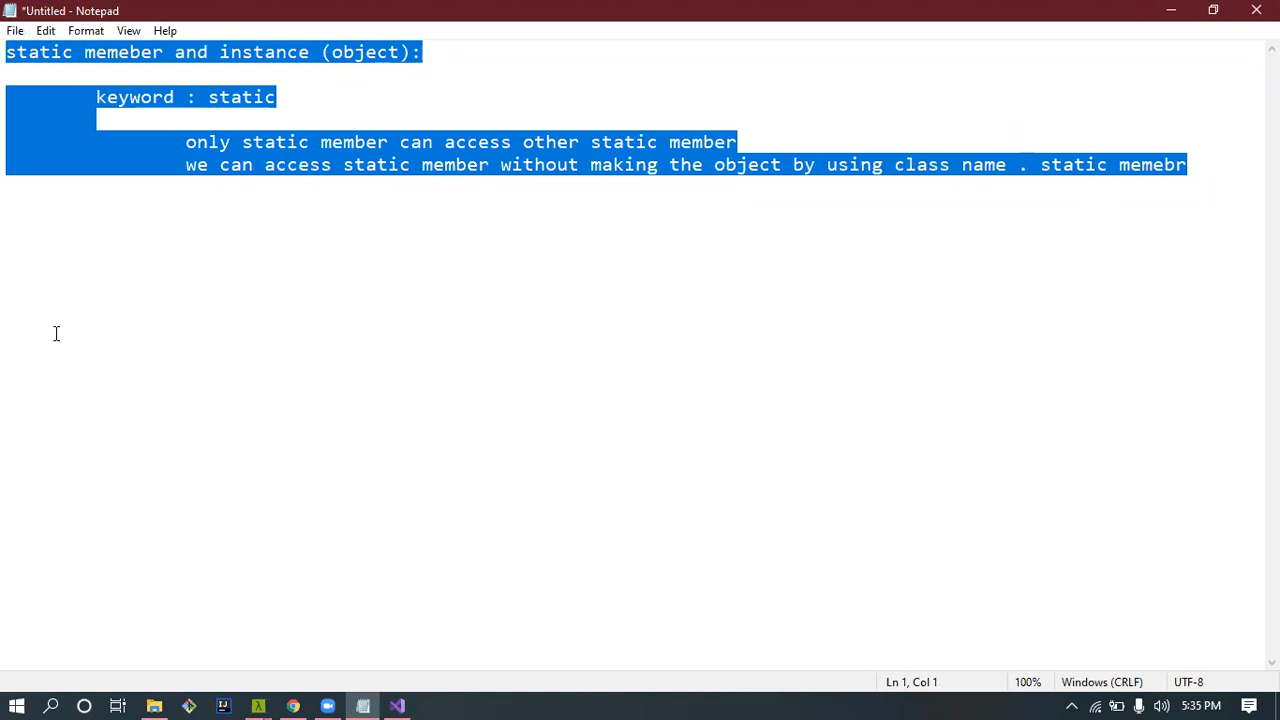 *Untitled - Notepad
File Edit Format View Help
static memeber and instance (object):
keyword : static
only static member can access other static member
we can access static member without making the object by using class name . static memebr
Ln 1, Col 1 100% Windows (CRLF) UTF-8
5:35 PM